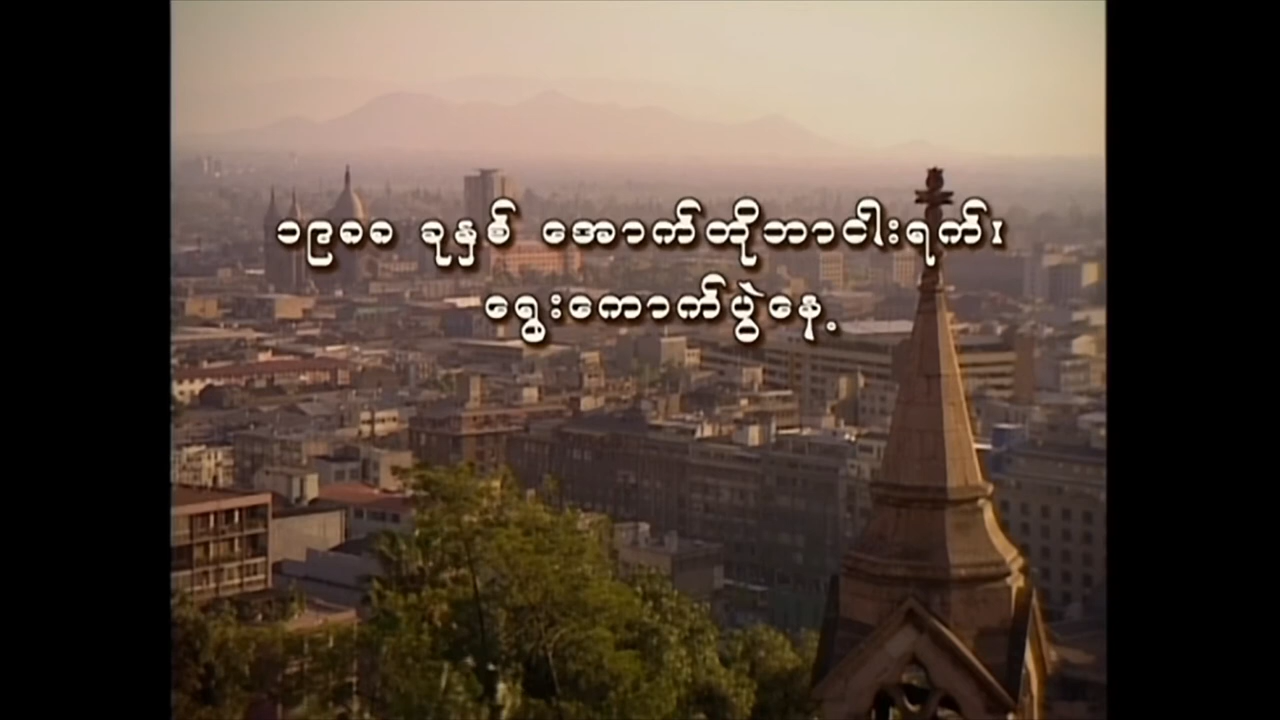 ၁၉၈၈ ခုနှစ် အောက်တိုဘာငါးရက်၊
ရွေးကောက်ပွဲနေ့